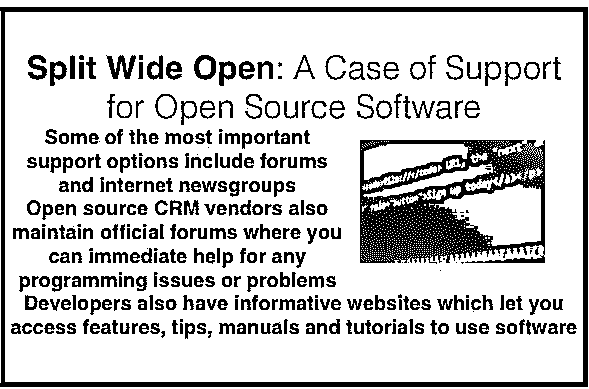 Split Wide Open: A Case of Support
for Open Source Software
Some of the most important
support options include forums
and internet newsgroups
Open source CRM vendors also
maintain official forums where you
can immediate help for any
programming issues or problems
Developers also have informative websites which let you
access features, tips, manuals and tutorials to use software